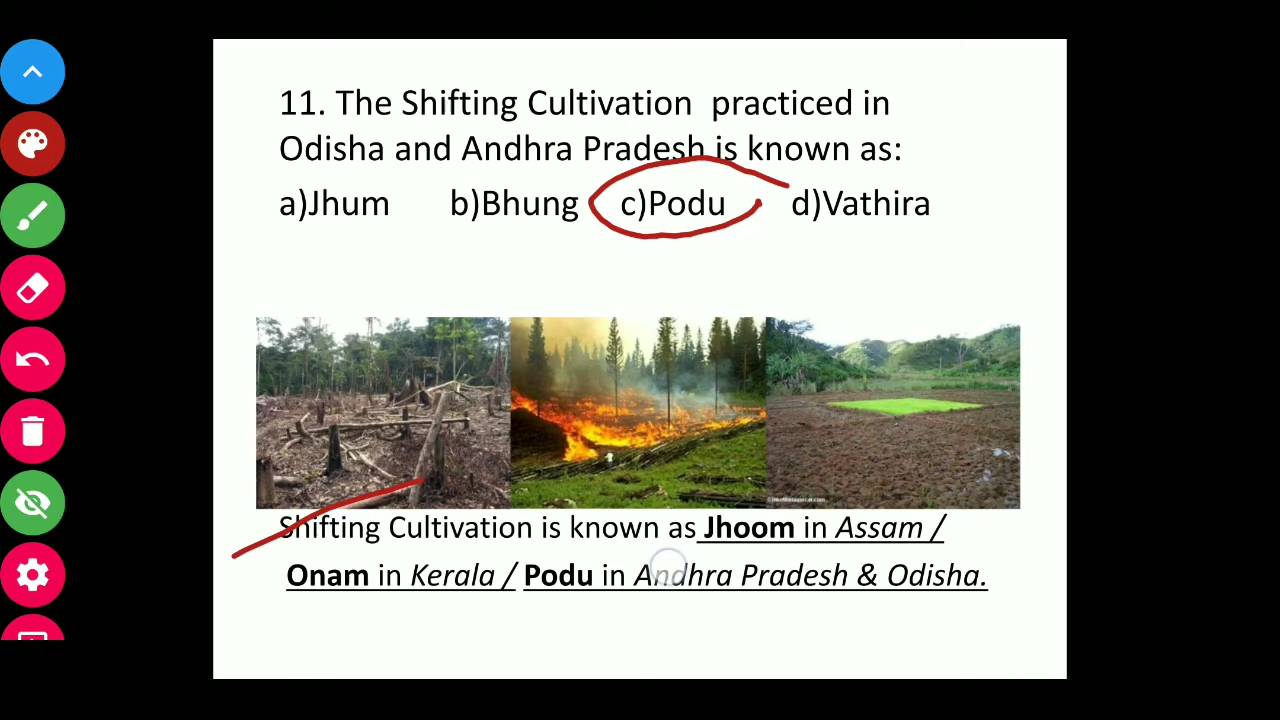 11. The Shifting Cultivation practiced in
Odisha and Andhra Pradesh is known as:
a)Jhum b)Bhung c)Podu d)Vathira
Shifting Cultivation is known as Jhoom in Assam /
Onam in Kerala / Podu in Andhra Pradesh & Odisha.